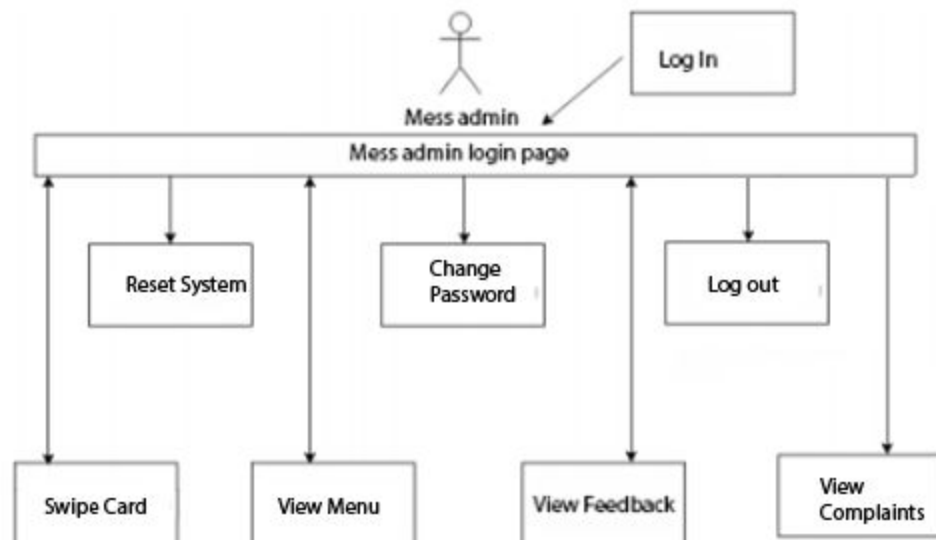 Log In
Mess admin
Mess admin login page
Reset System
Change
Password
Log out
Swipe Card
View Menu
View Feedback
View
Complaints